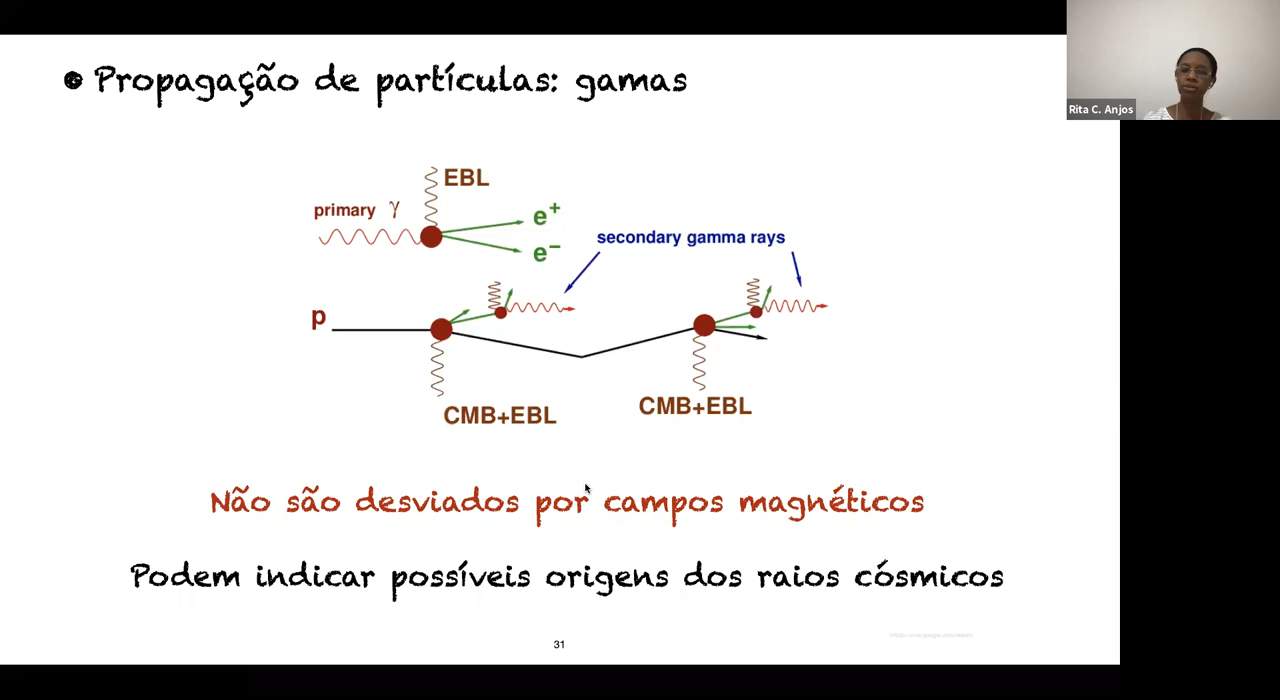 Propagação de partículas: gamas
Rita C. Anjos
EBL
primary γ
e+
e−
secondary gamma rays
p
CMB+EBL
CMB+EBL
Não são desviados por campos magnéticos
Podem indicar possíveis origens dos raios cósmicos
31